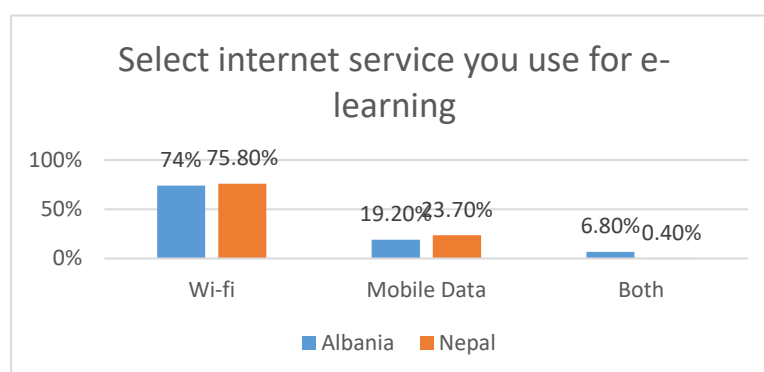 Select internet service you use for e-
learning
100%
50%
0%
74%
75.80%
19.20%
23.70%
6.80%
0.40%
Wi-fi
Mobile Data
Both
Albania
Nepal